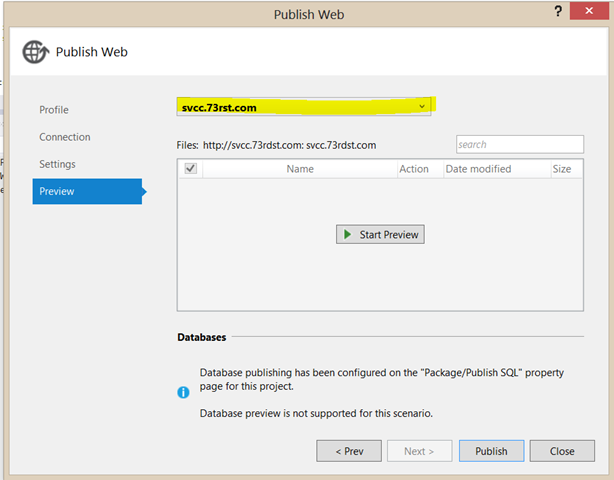 Publish Web
?
Publish Web
Profile
Connection
Settings
Preview
svcc.73rst.com
Files: http://svcc.73rdst.com: svcc.73rdst.com
search
Name Action Date modified Size
Start Preview
Databases
Database publishing has been configured on the "Package/Publish SQL" property
page for this project.
Database preview is not supported for this scenario.
< Prev Next > Publish Close